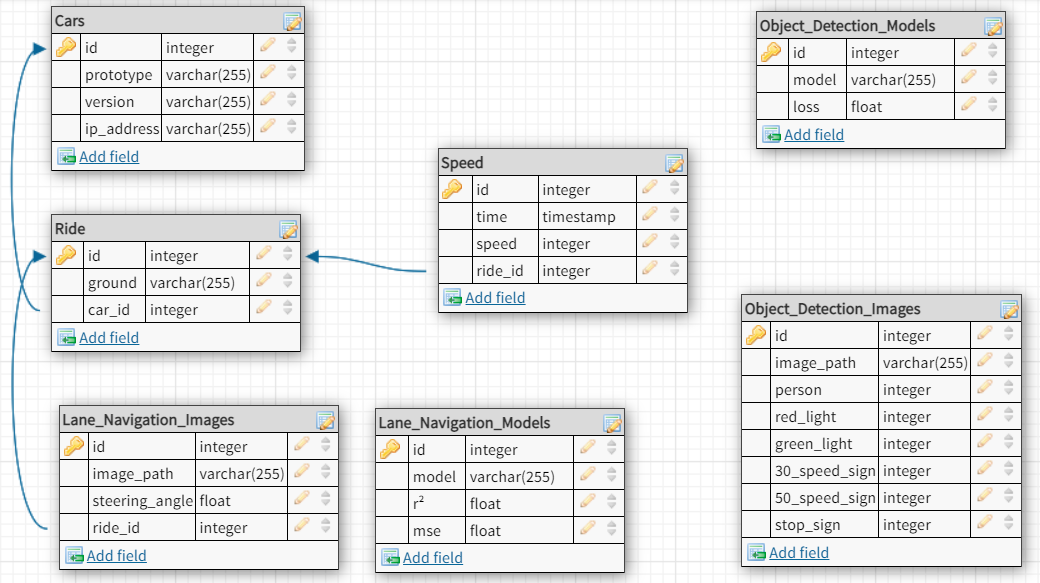 Cars
id integer
prototype varchar(255)
version varchar(255)
ip_address varchar(255)
Add field
Ride
id integer
ground varchar(255)
car_id integer
Add field
Lane_Navigation_Images
id integer
image_path varchar(255)
steering_angle float
ride_id integer
Add field
Speed
id integer
time timestamp
speed integer
ride_id integer
Add field
Lane_Navigation_Models
id integer
model varchar(255)
r² float
mse float
Add field
Object_Detection_Models
id integer
model varchar(255)
loss float
Add field
Object_Detection_Images
id integer
image_path varchar(255)
person integer
red_light integer
green_light integer
30_speed_sign integer
50_speed_sign integer
stop_sign integer
Add field